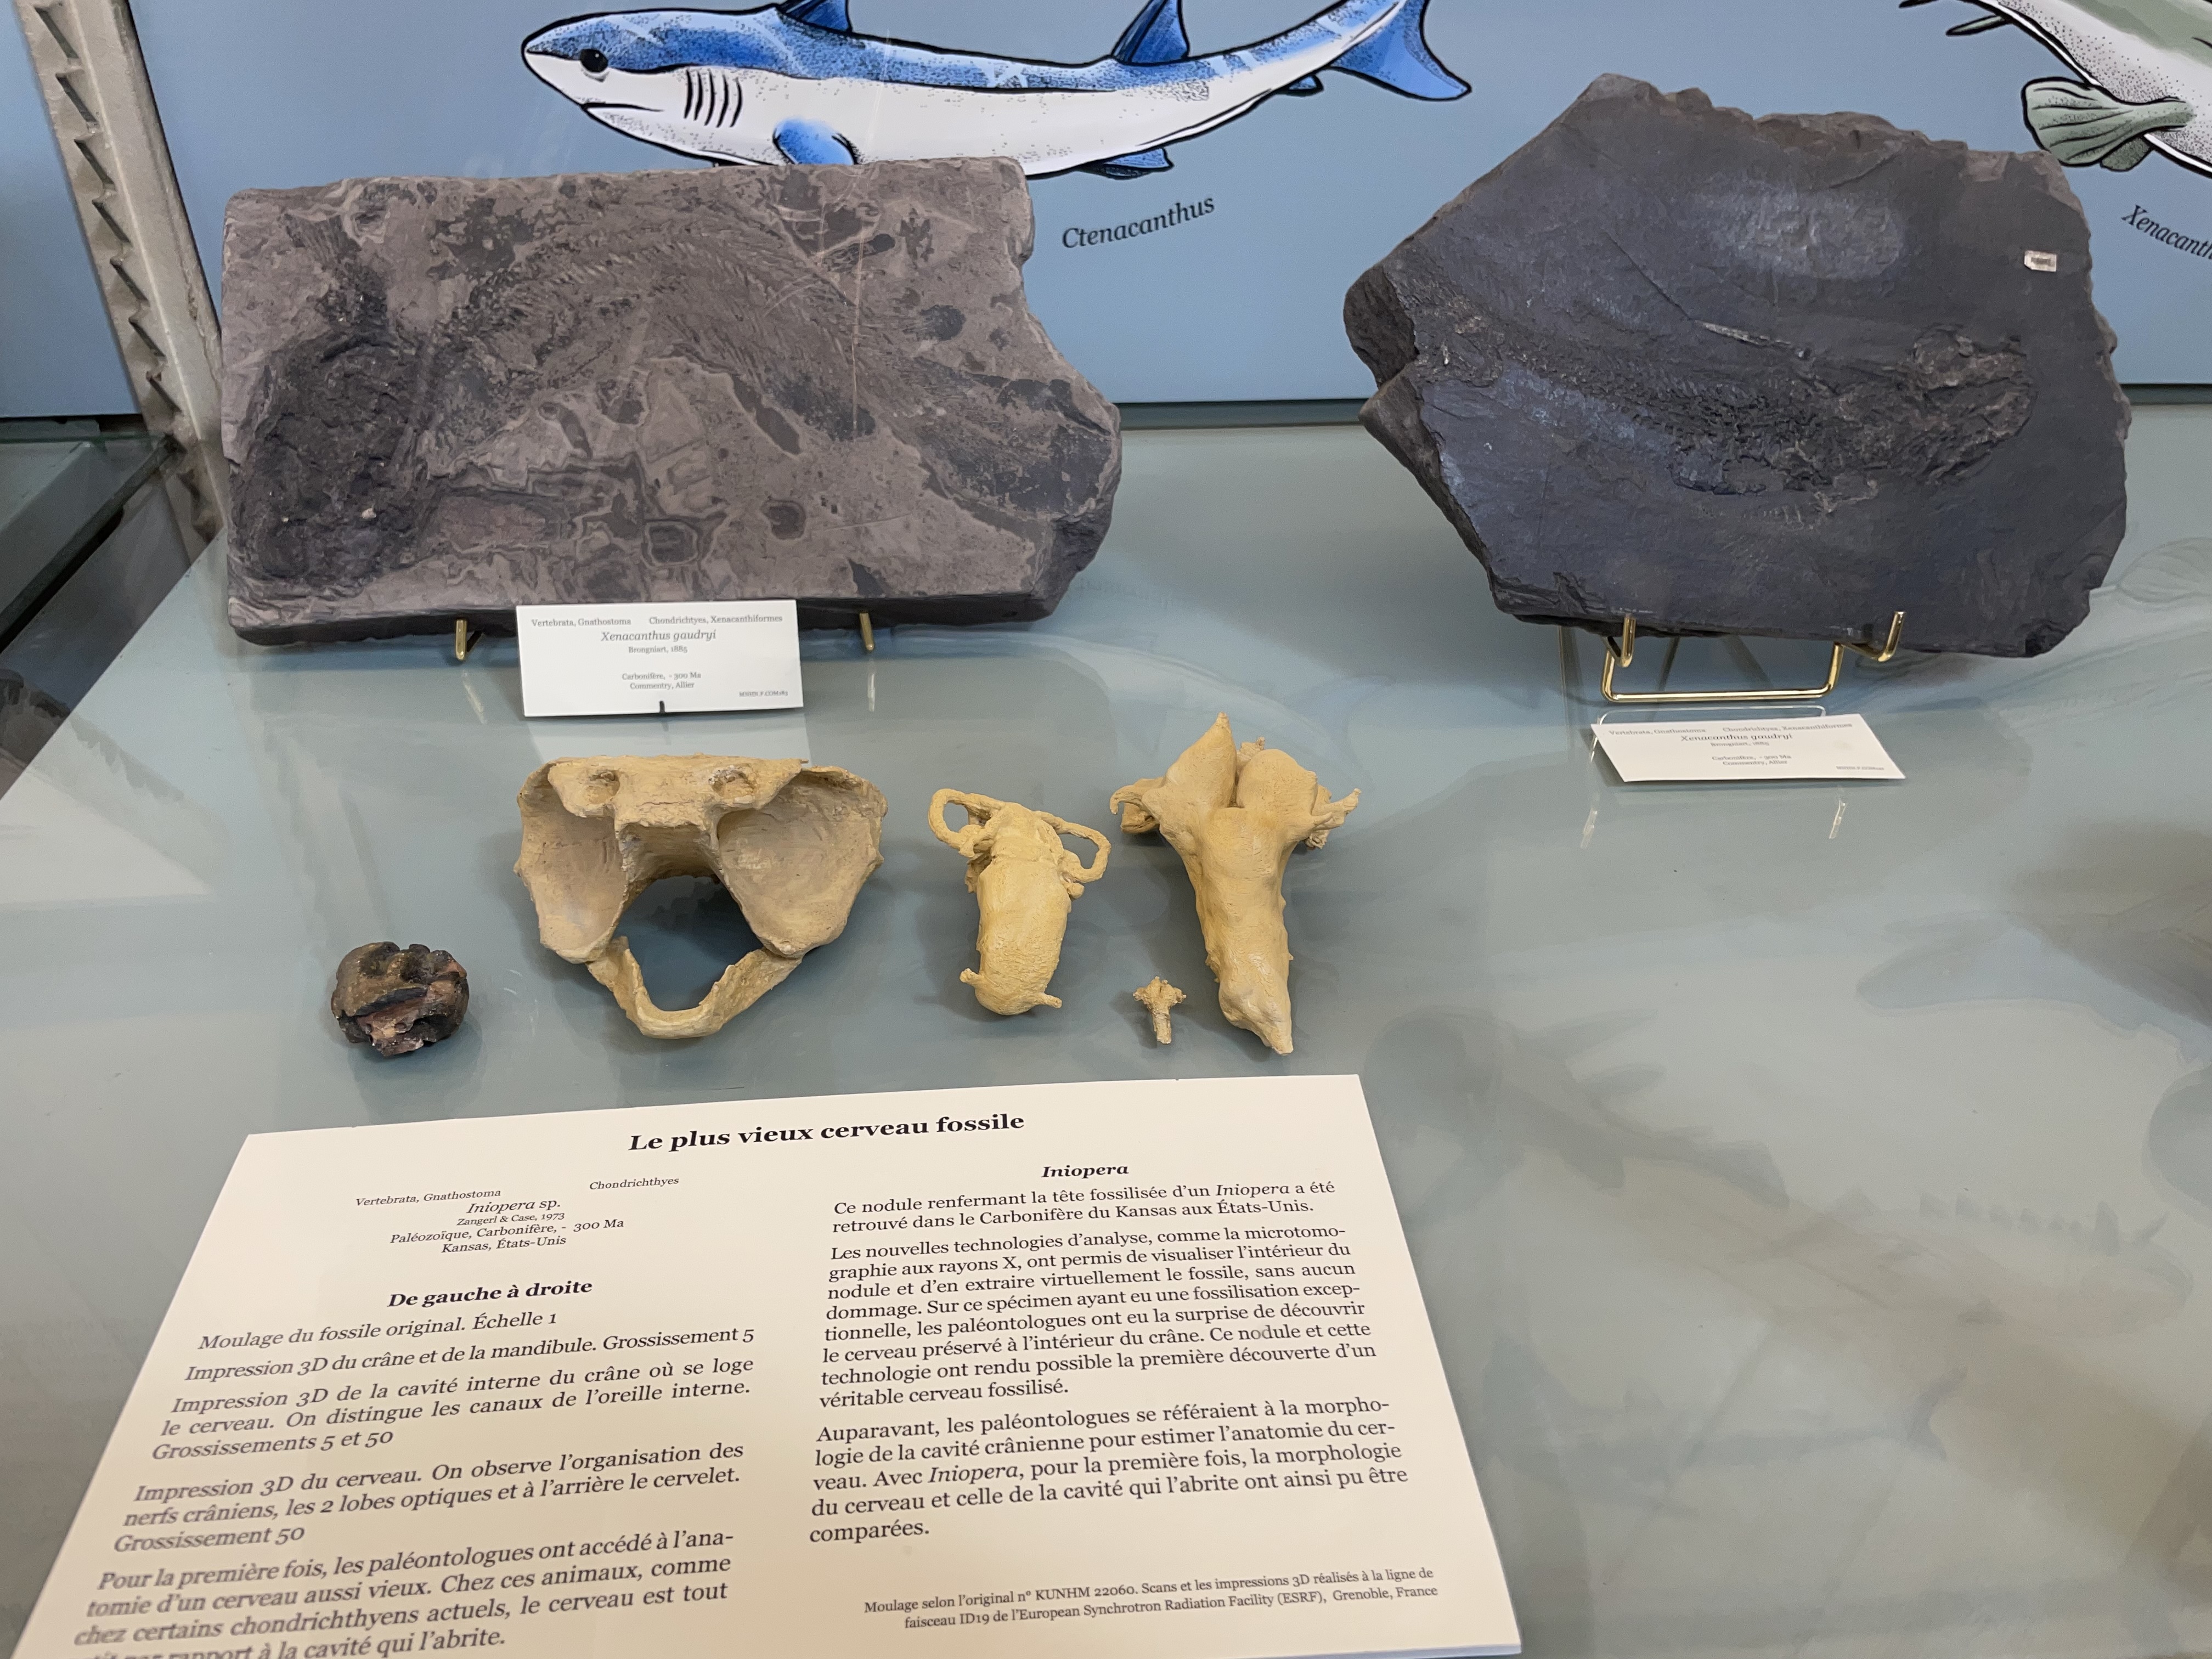 Ctenacanthus
Xenacanth
Vertebrata, Gnathostoma Chondrichtyes, Xenacanthiformes
Xenacanthus gaudryi
Brongniart, 1885
Carbonifère, - 300 Ma
Commentry, Allier
Vertebrata, Gnathostoma Chondrichtyes, Xenacanthiformes
Xenacanthus gaudryi
Brongniart, 1885
Carbonifère, - 300 Ma
Commentry, Allier
Le plus vieux cerveau fossile
Vertebrata, Gnathostoma Chondrichthyes
Iniopera sp.
Zangerl & Case, 1973
Paléozoïque, Carbonifère, - 300 Ma
Kansas, États-Unis
De gauche à droite
Moulage du fossile original. Échelle 1
Impression 3D du crâne et de la mandibule. Grossissement 5
Impression 3D de la cavité interne du crâne où se loge
le cerveau. On distingue les canaux de l'oreille interne.
Grossissements 5 et 50
Impression 3D du cerveau. On observe l'organisation des
nerfs crâniens, les 2 lobes optiques et à l'arrière le cervelet.
Grossissement 50
Pour la première fois, les paléontologues ont accédé à l'ana-
tomie d'un cerveau aussi vieux. Chez ces animaux, comme
chez certains chondrichthyens actuels, le cerveau est tout
rapport à la cavité qui l'abrite.
Iniopera
Ce nodule renfermant la tête fossilisée d'un Iniopera a été
retrouvé dans le Carbonifère du Kansas aux États-Unis.
Les nouvelles technologies d'analyse, comme la microtomo-
graphie aux rayons X, ont permis de visualiser l'intérieur du
nodule et d'en extraire virtuellement le fossile, sans aucun
dommage. Sur ce spécimen ayant eu une fossilisation excep-
tionnelle, les paléontologues ont eu la surprise de découvrir
le cerveau préservé à l'intérieur du crâne. Ce nodule et cette
technologie ont rendu possible la première découverte d'un
véritable cerveau fossilisé.
Auparavant, les paléontologues se référaient à la morpho-
logie de la cavité crânienne pour estimer l'anatomie du cer-
veau. Avec Iniopera, pour la première fois, la morphologie
du cerveau et celle de la cavité qui l'abrite ont ainsi pu être
comparées.
Moulage selon l'original n° KUNHM 22060. Scans et les impressions 3D réalisés à la ligne de
faisceau ID19 de l'European Synchrotron Radiation Facility (ESRF), Grenoble, France